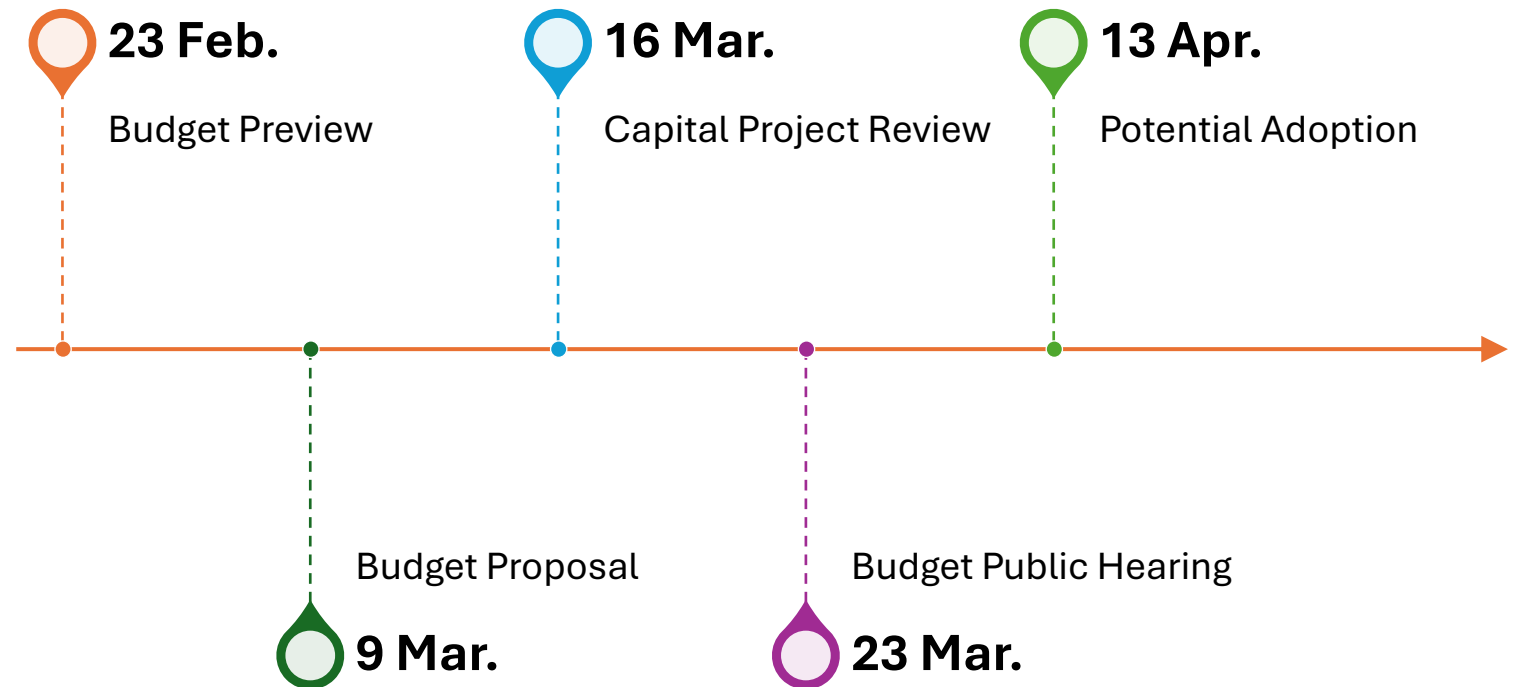 23 Feb.
Budget Preview
16 Mar.
Capital Project Review
13 Apr.
Potential Adoption
Budget Proposal
9 Mar.
Budget Public Hearing
23 Mar.